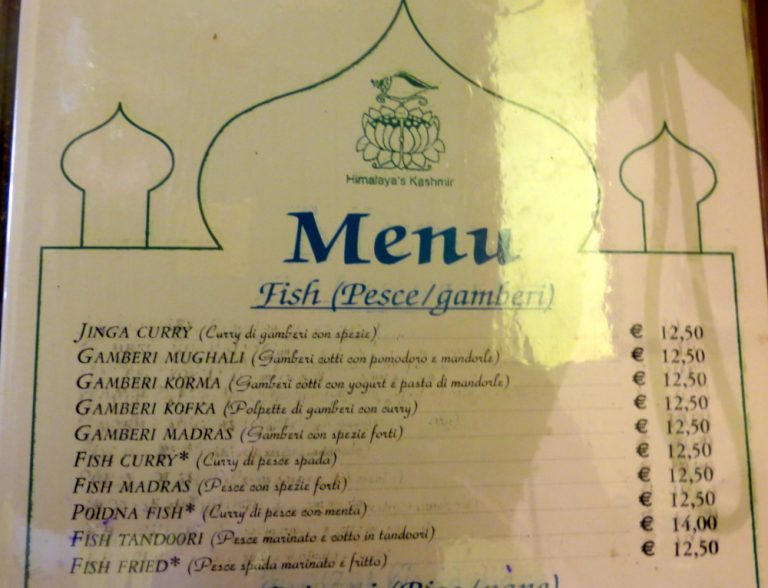 Himalaya's Kashmir
Menu
Fish (Pesce/gamberi)
JINGA CURRY (Curry di gamberi con spezie) € 12,50
GAMBERI MUGHALI (Gamberi cotti con pomodoro e mandorle) € 12,50
GAMBERI KORMA (Gamberi cotti con yogurt e pasta di mandorle) € 12,50
GAMBERI KOFKA (Polpette di gamberi con curry) € 12,50
GAMBERI MADRAS (Gamberi con spezie forti) € 12,50
FISH CURRY* (Curry di pesce spada) € 12,50
FISH MADRAS (Pesce con spezie forti) € 12,50
POIDNA FISH* (Curry di pesce con menta) € 12,50
FISH TANDOORI (Pesce marinato e cotto in tandoori) € 14,00
FISH FRIED* (Pesce spada marinato e fritto) € 12,50